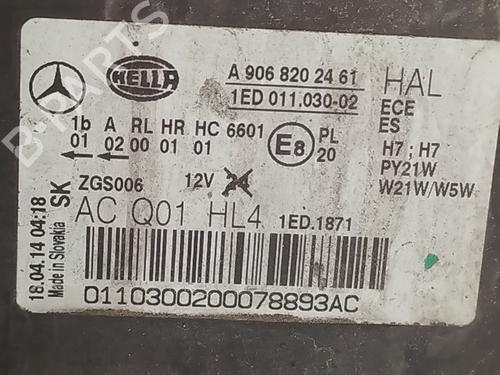 HELLA
A 906 820 24 61
1ED 011.030-02
HAL
ECE
ES
1b A RL HR HC 6601
01 02 00 01 01
E8
PL
20
H7 ; H7
PY21W
W21W/W5W
ZGS006 12V 24
AC Q01 HL4 1ED.1871
0110300200078893AC
18.04.14 04:18
Made in Slovakia
SK
B-PARTS